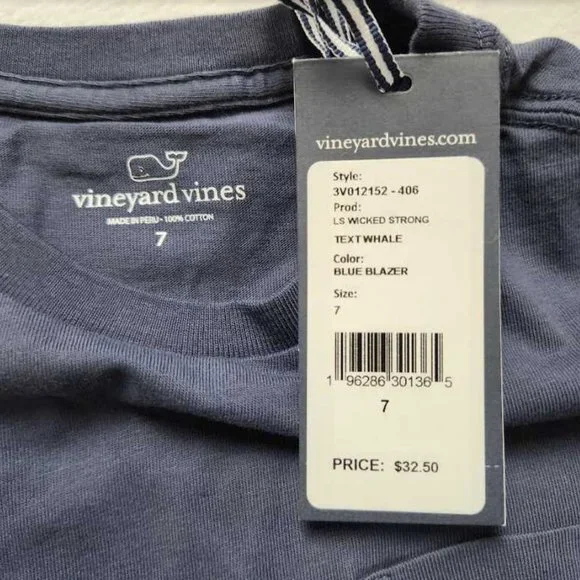 vineyard vines
MADE IN PERU - 100% COTTON
7
vineyardvines.com
Style:
3V012152 - 406
Prod:
LS WICKED STRONG
TEXT WHALE
Color:
BLUE BLAZER
Size:
7
1 96286 30136 5
7
PRICE: $32.50